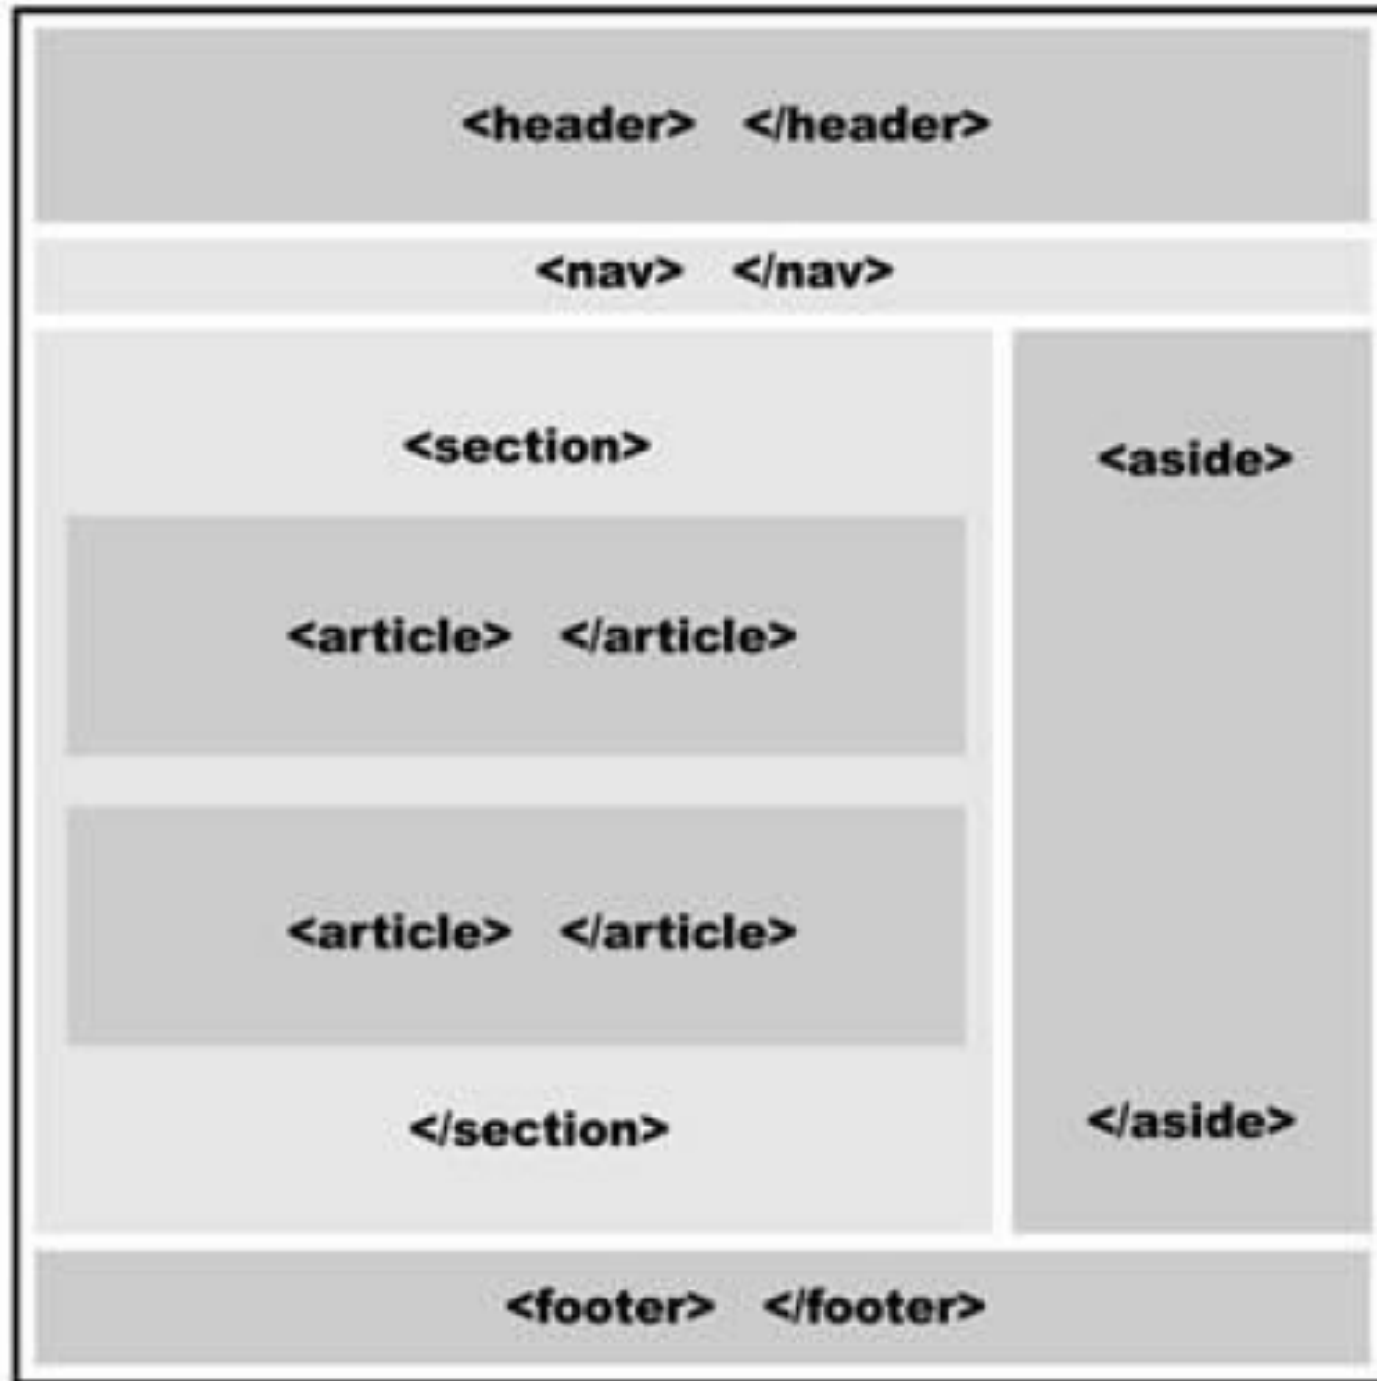 <header> </header>
<nav> </nav>
<section>
<article> </article>
<article> </article>
</section>
<aside>
</aside>
<footer> </footer>